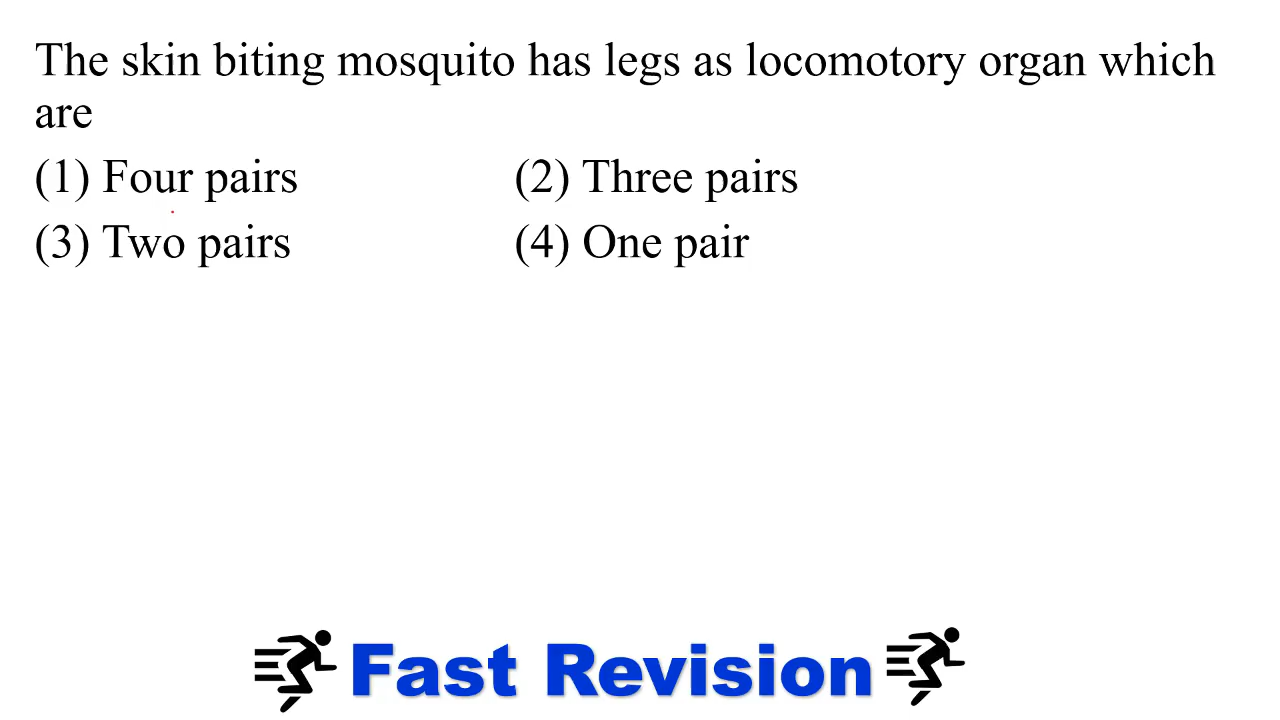 The skin biting mosquito has legs as locomotory organ which
are
(1) Four pairs (2) Three pairs
(3) Two pairs (4) One pair
Fast Revision